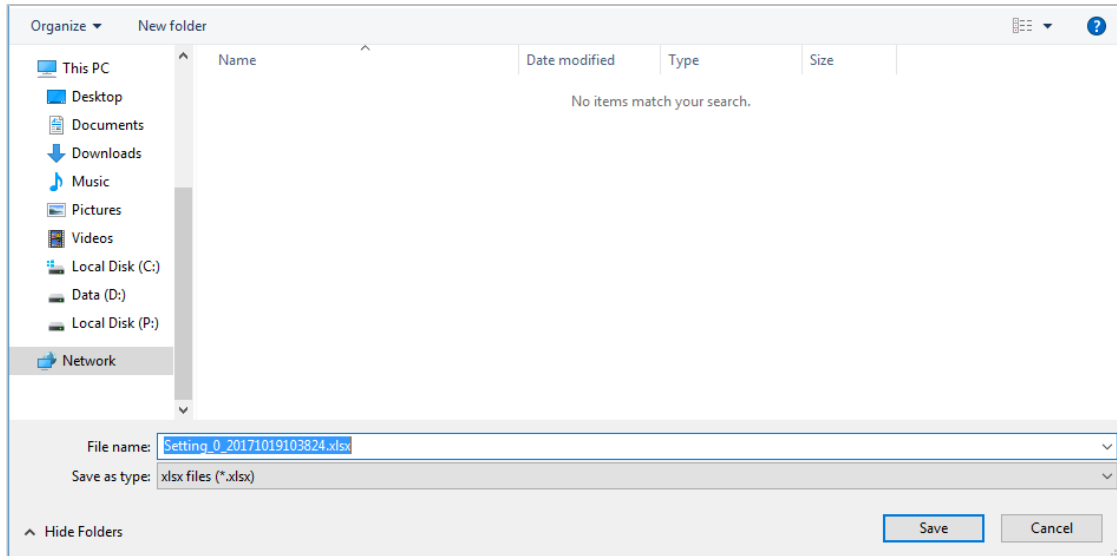 Organize New folder
Name Date modified Type Size
No items match your search.
This PC
Desktop
Documents
Downloads
Music
Pictures
Videos
Local Disk (C:)
Data (D:)
Local Disk (P:)
Network
File name: Setting_0_20171019103824.xlsx
Save as type: xlsx files (*.xlsx)
Hide Folders Save Cancel